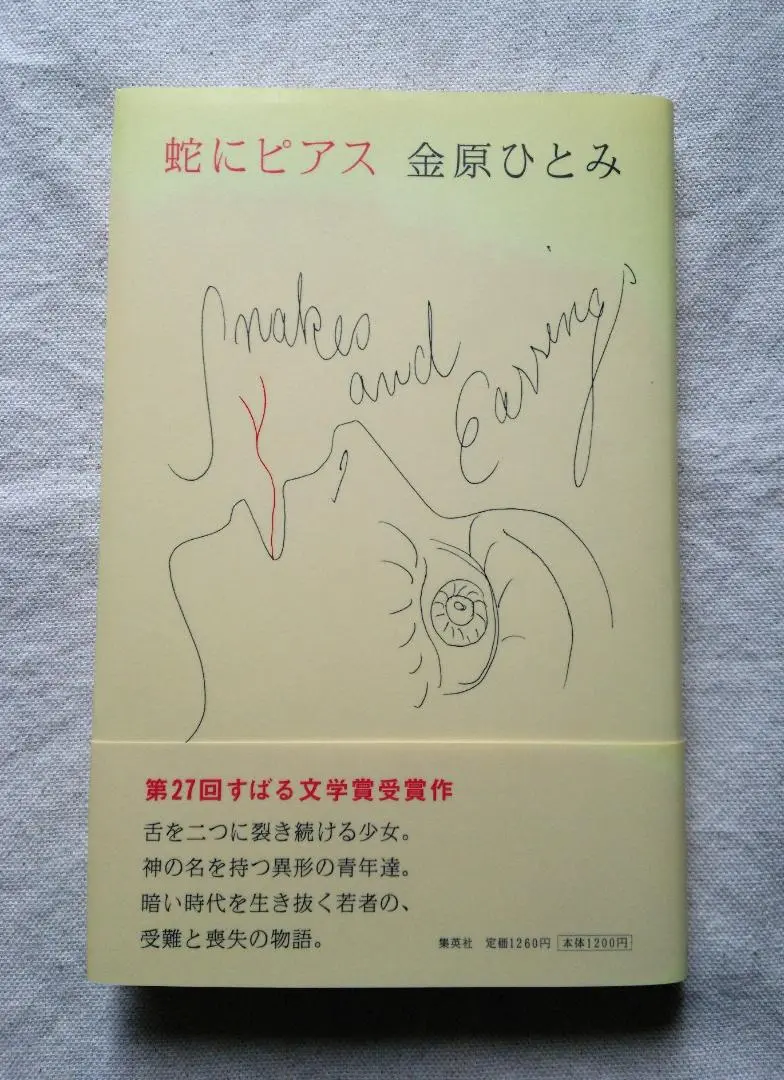 蛇にピアス 金原ひとみ
Snakes
and
Earrings
第27回すばる文学賞受賞作
舌を二つに裂き続ける少女。
神の名を持つ異形の青年達。
暗い時代を生き抜く若者の、
受難と喪失の物語。
集英社 定価1260円 本体1200円